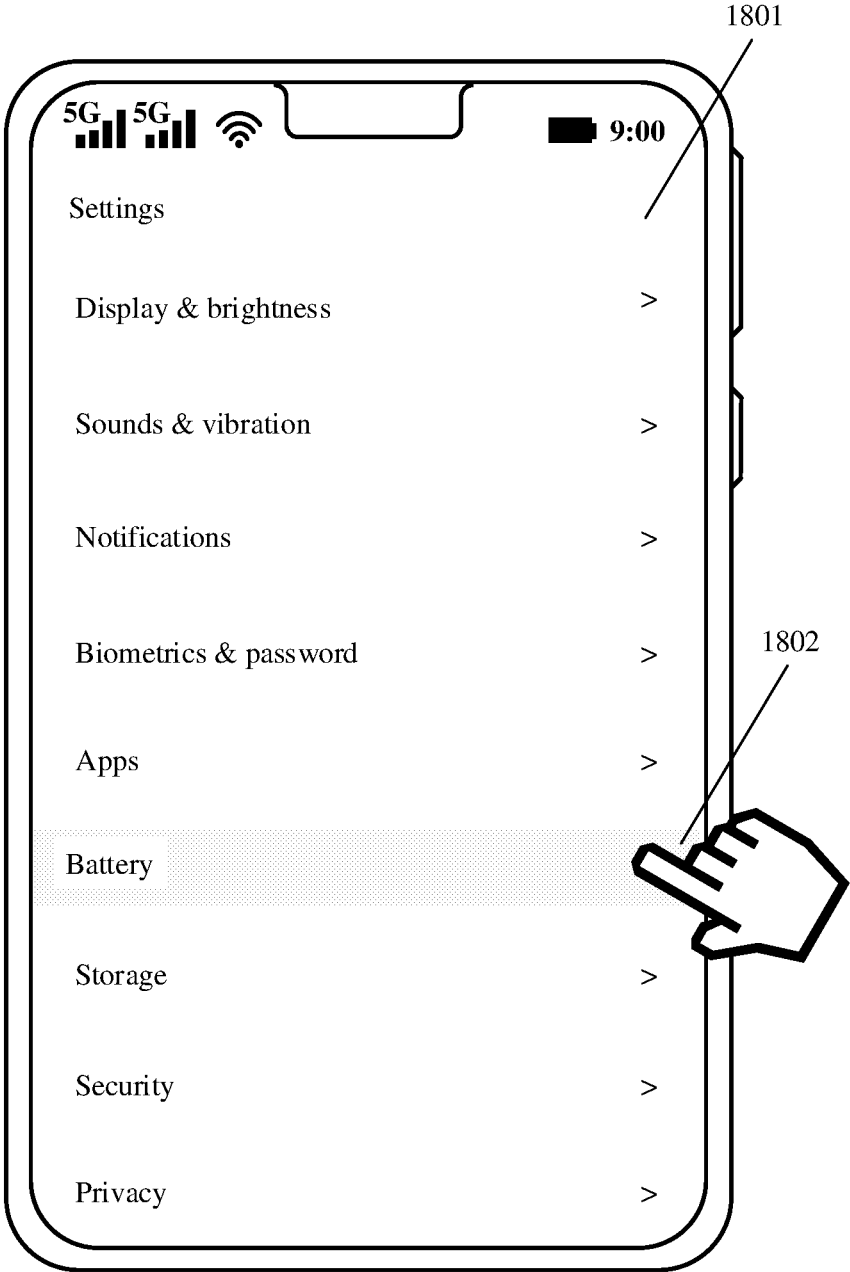 1801
5G 5G 9:00
Settings
Display & brightness >
Sounds & vibration >
Notifications >
Biometrics & password >
1802
Apps >
Battery
Storage >
Security >
Privacy >